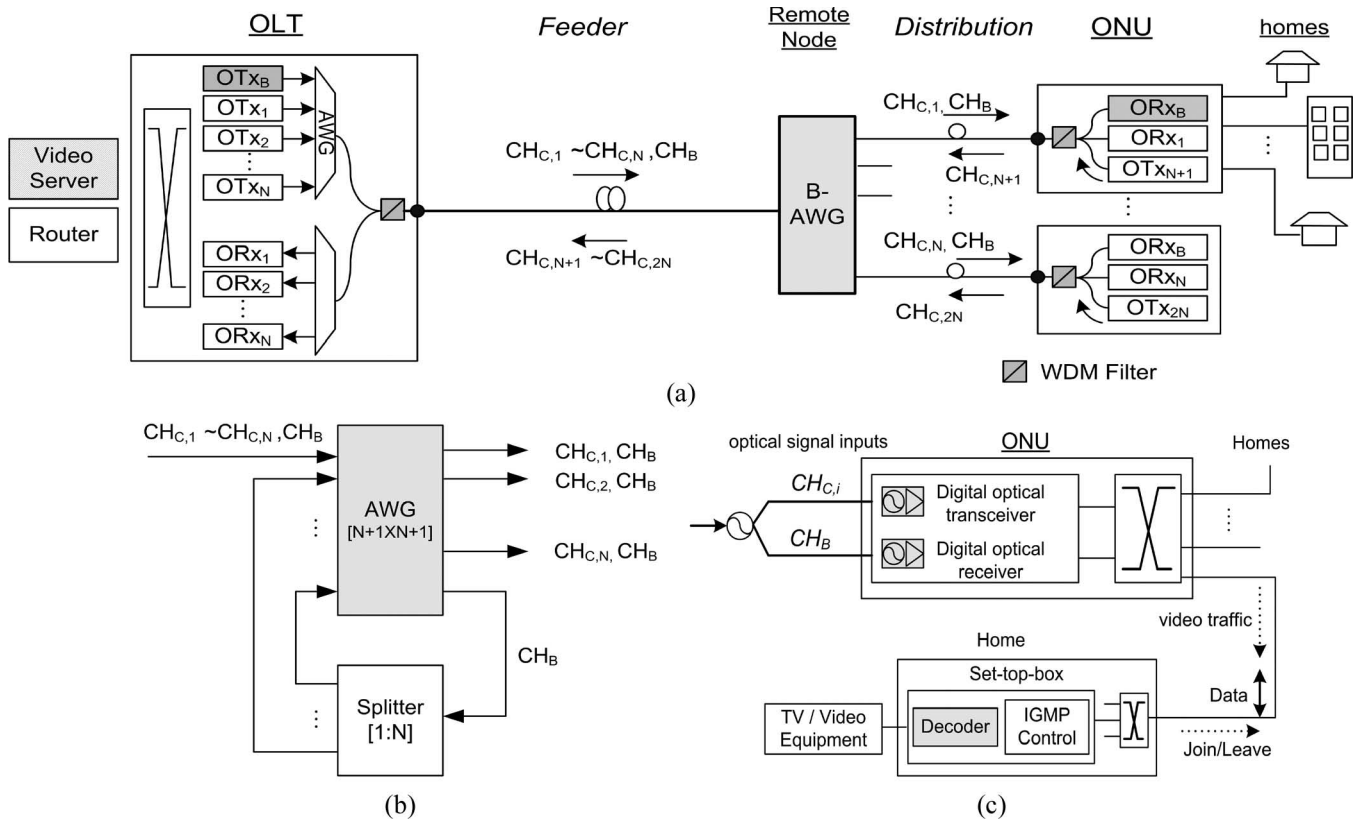 OLT
Feeder
Remote
Node
Distribution
ONU
homes
Video
Server
Router
OTxB
OTx1
OTx2
OTxN
AWG
ORx1
ORx2
ORxN
CHC,1 ~CHC,N ,CHB
CHC,N+1 ~CHC,2N
B-
AWG
CHC,1, CHB
CHC,N+1
CHC,N, CHB
CHC,2N
ORxB
ORx1
OTxN+1
ORxB
ORxN
OTx2N
WDM Filter
(a)
CHC,1 ~CHC,N ,CHB
AWG
[N+1XN+1]
CHC,1, CHB
CHC,2, CHB
CHC,N, CHB
CHB
Splitter
[1:N]
(b)
optical signal inputs
ONU
Homes
CHC,i
CHB
Digital optical
transceiver
Digital optical
receiver
video traffic
Home
Set-top-box
Data
TV / Video
Equipment
Decoder
IGMP
Control
Join/Leave
(c)